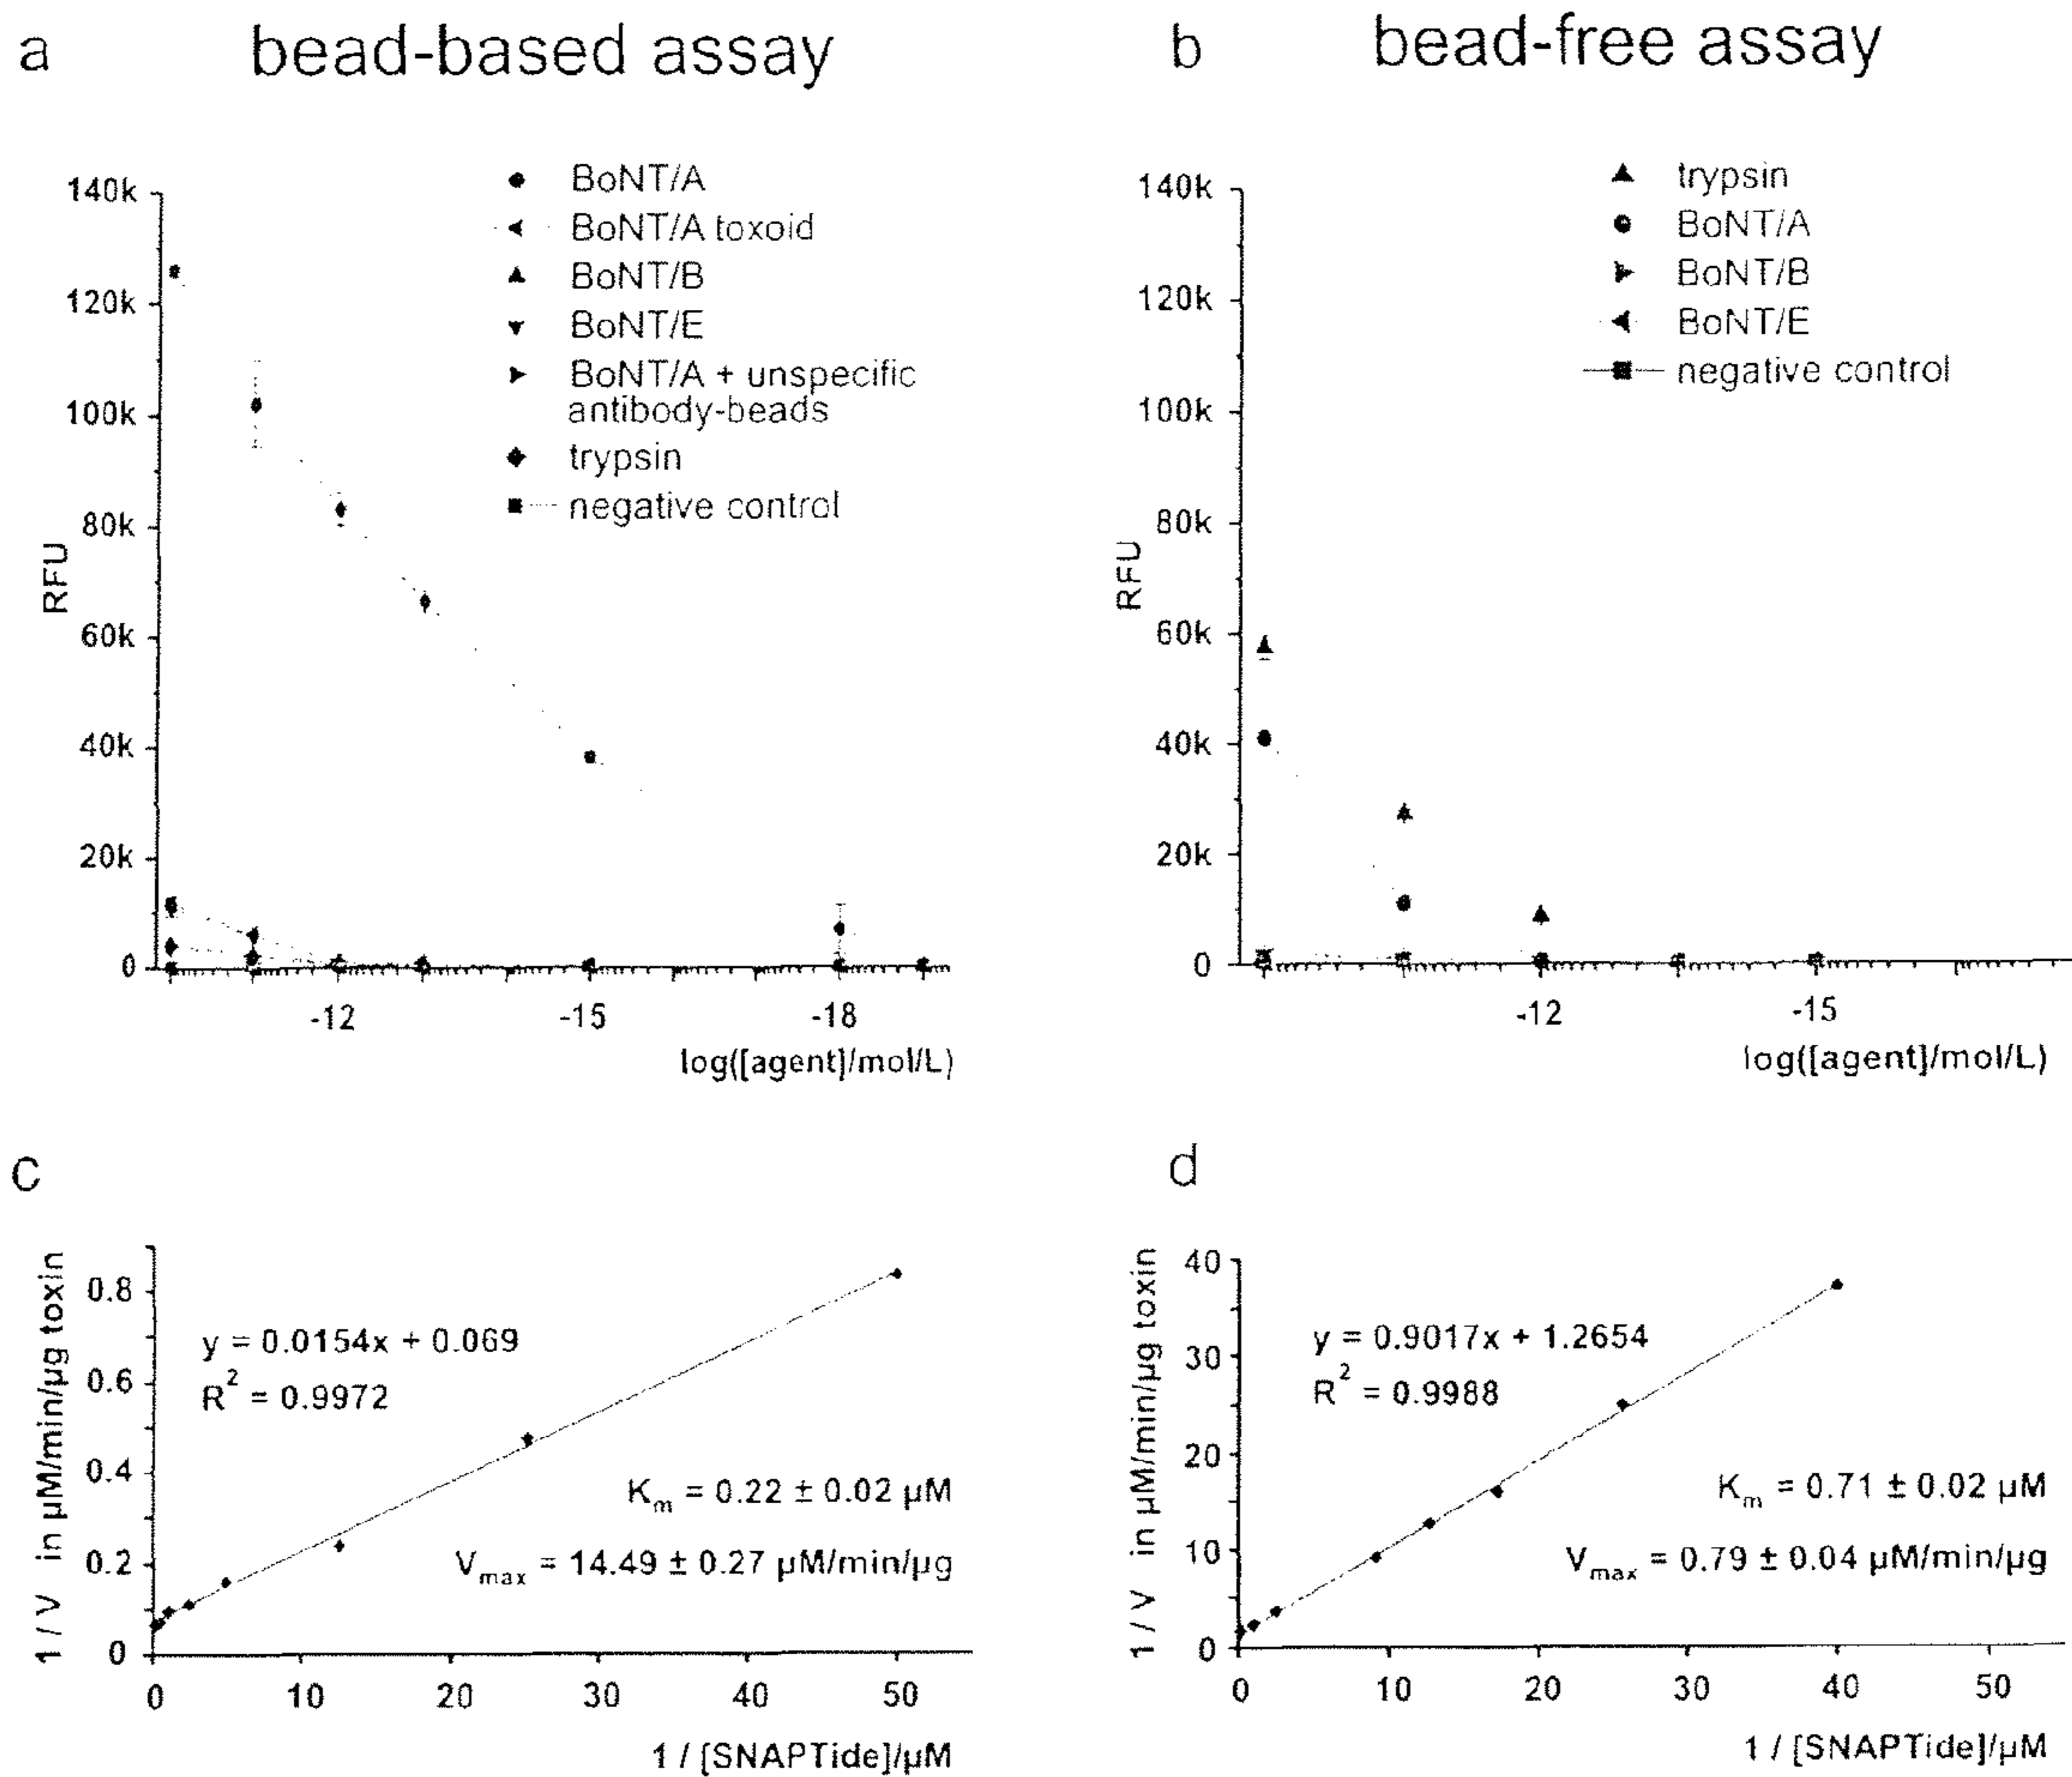 a bead-based assay
140k
120k
100k
80k
60k
40k
20k
0
RFU
BoNT/A
BoNT/A toxoid
BoNT/B
BoNT/E
BoNT/A + unspecific
antibody-beads
trypsin
negative control
-12 -15 -18
log([agent]/mol/L)
b bead-free assay
140k
120k
100k
80k
60k
40k
20k
0
RFU
trypsin
BoNT/A
BoNT/B
BoNT/E
negative control
-12 -15
log([agent]/mol/L)
c
1 / V in µM/min/µg toxin
0.8
0.6
0.4
0.2
0
y = 0.0154x + 0.069
R² = 0.9972
Kₘ = 0.22 ± 0.02 µM
Vmax = 14.49 ± 0.27 µM/min/µg
0 10 20 30 40 50
1 / [SNAPTide]/µM
d
1 / V in µM/min/µg toxin
40
30
20
10
0
y = 0.9017x + 1.2654
R² = 0.9988
Kₘ = 0.71 ± 0.02 µM
Vmax = 0.79 ± 0.04 µM/min/µg
0 10 20 30 40 50
1 / [SNAPTide]/µM